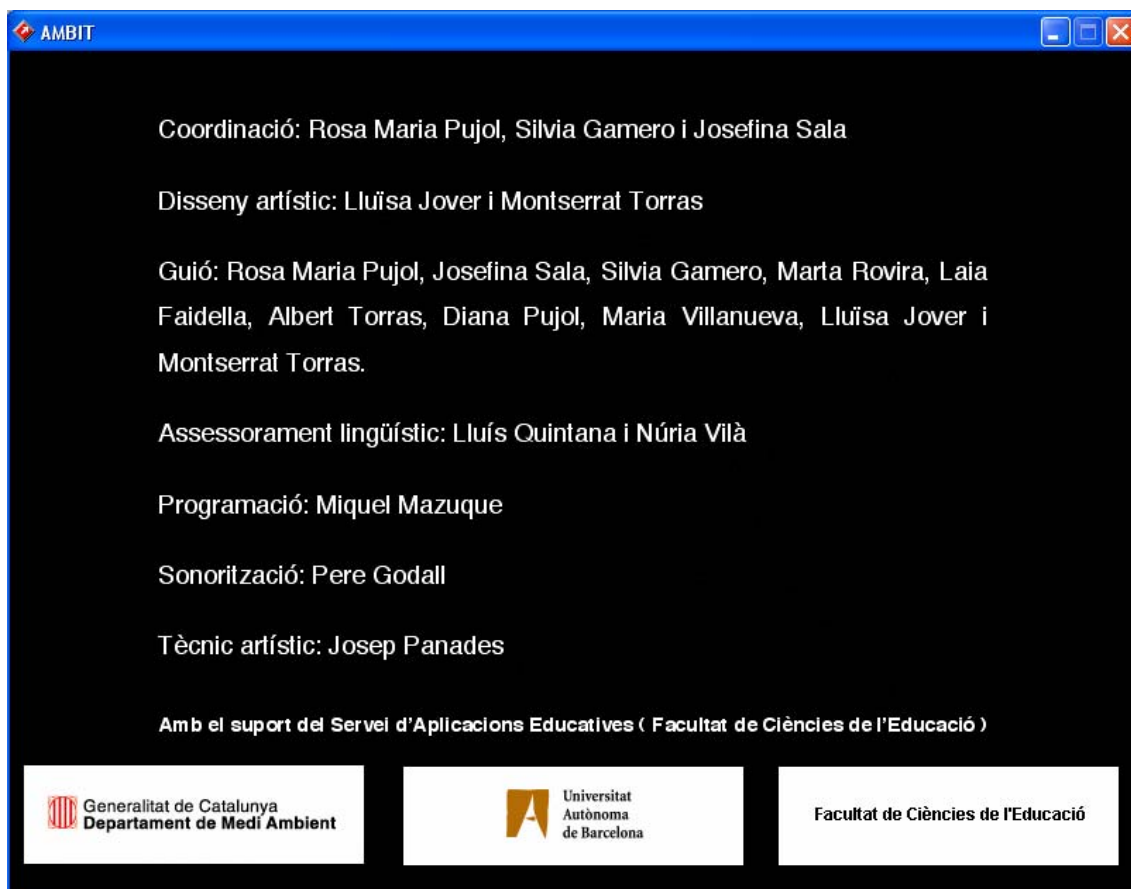 AMBIT
Coordinació: Rosa Maria Pujol, Silvia Gamero i Josefina Sala
Disseny artístic: Lluïsa Jover i Montserrat Torras
Guió: Rosa Maria Pujol, Josefina Sala, Silvia Gamero, Marta Rovira, Laia
Faidella, Albert Torras, Diana Pujol, Maria Villanueva, Lluïsa Jover i
Montserrat Torras.
Assessorament lingüístic: Lluís Quintana i Núria Vilà
Programació: Miquel Mazuque
Sonorització: Pere Godall
Tècnic artístic: Josep Panades
Amb el suport del Servei d'Aplicacions Educatives ( Facultat de Ciències de l'Educació )
Generalitat de Catalunya
Departament de Medi Ambient
Universitat
Autònoma
de Barcelona
Facultat de Ciències de l'Educació